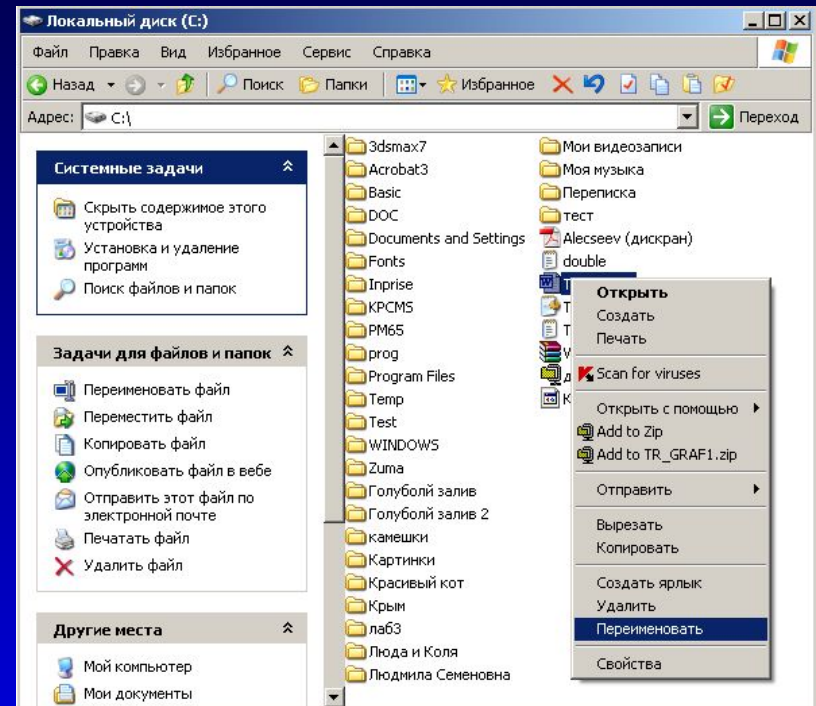 Локальный диск (C:)
Файл Правка Вид Избранное Сервис Справка
Назад Поиск Папки Избранное
Адрес: C:\ Переход
Системные задачи
Скрыть содержимое этого
устройства
Установка и удаление
программ
Поиск файлов и папок
Задачи для файлов и папок
Переименовать файл
Переместить файл
Копировать файл
Опубликовать файл в вебе
Отправить этот файл по
электронной почте
Печатать файл
Удалить файл
Другие места
Мой компьютер
Мои документы
3dsmax7
Acrobat3
Basic
DOC
Documents and Settings
Fonts
Inprise
KPCMS
PM65
prog
Program Files
Temp
Test
WINDOWS
Zuma
Голуболй залив
Голуболй залив 2
камешки
Картинки
Красивый кот
Крым
лаб3
Люда и Коля
Людмила Семеновна
Мои видеозаписи
Моя музыка
Переписка
тест
Alecseev (дискран)
double
Открыть
Создать
Печать
Scan for viruses
Открыть с помощью
Add to Zip
Add to TR_GRAF1.zip
Отправить
Вырезать
Копировать
Создать ярлык
Удалить
Переименовать
Свойства